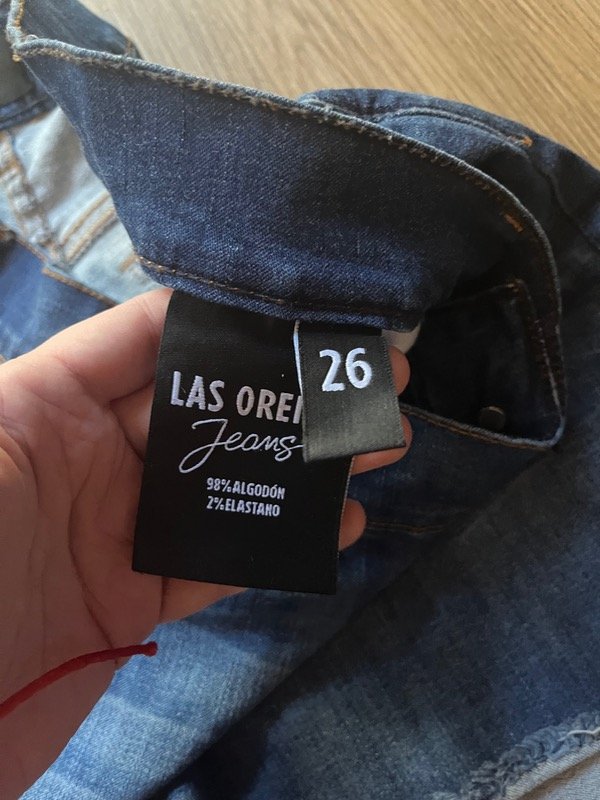 LAS OREI
Jeans
98%ALGODÓN
2%ELASTANO
26